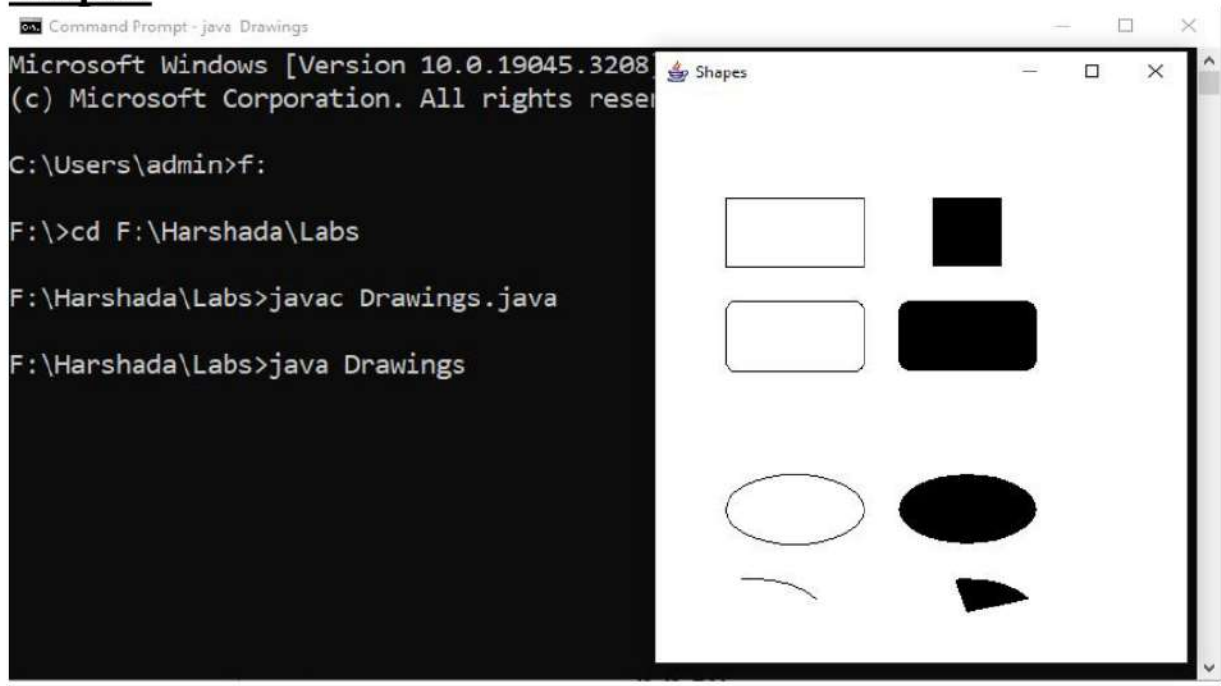 Command Prompt - java Drawings
Microsoft Windows [Version 10.0.19045.3208
(c) Microsoft Corporation. All rights reser
C:\Users\admin>f:
F:\>cd F:\Harshada\Labs
F:\Harshada\Labs>javac Drawings.java
F:\Harshada\Labs>java Drawings
Shapes